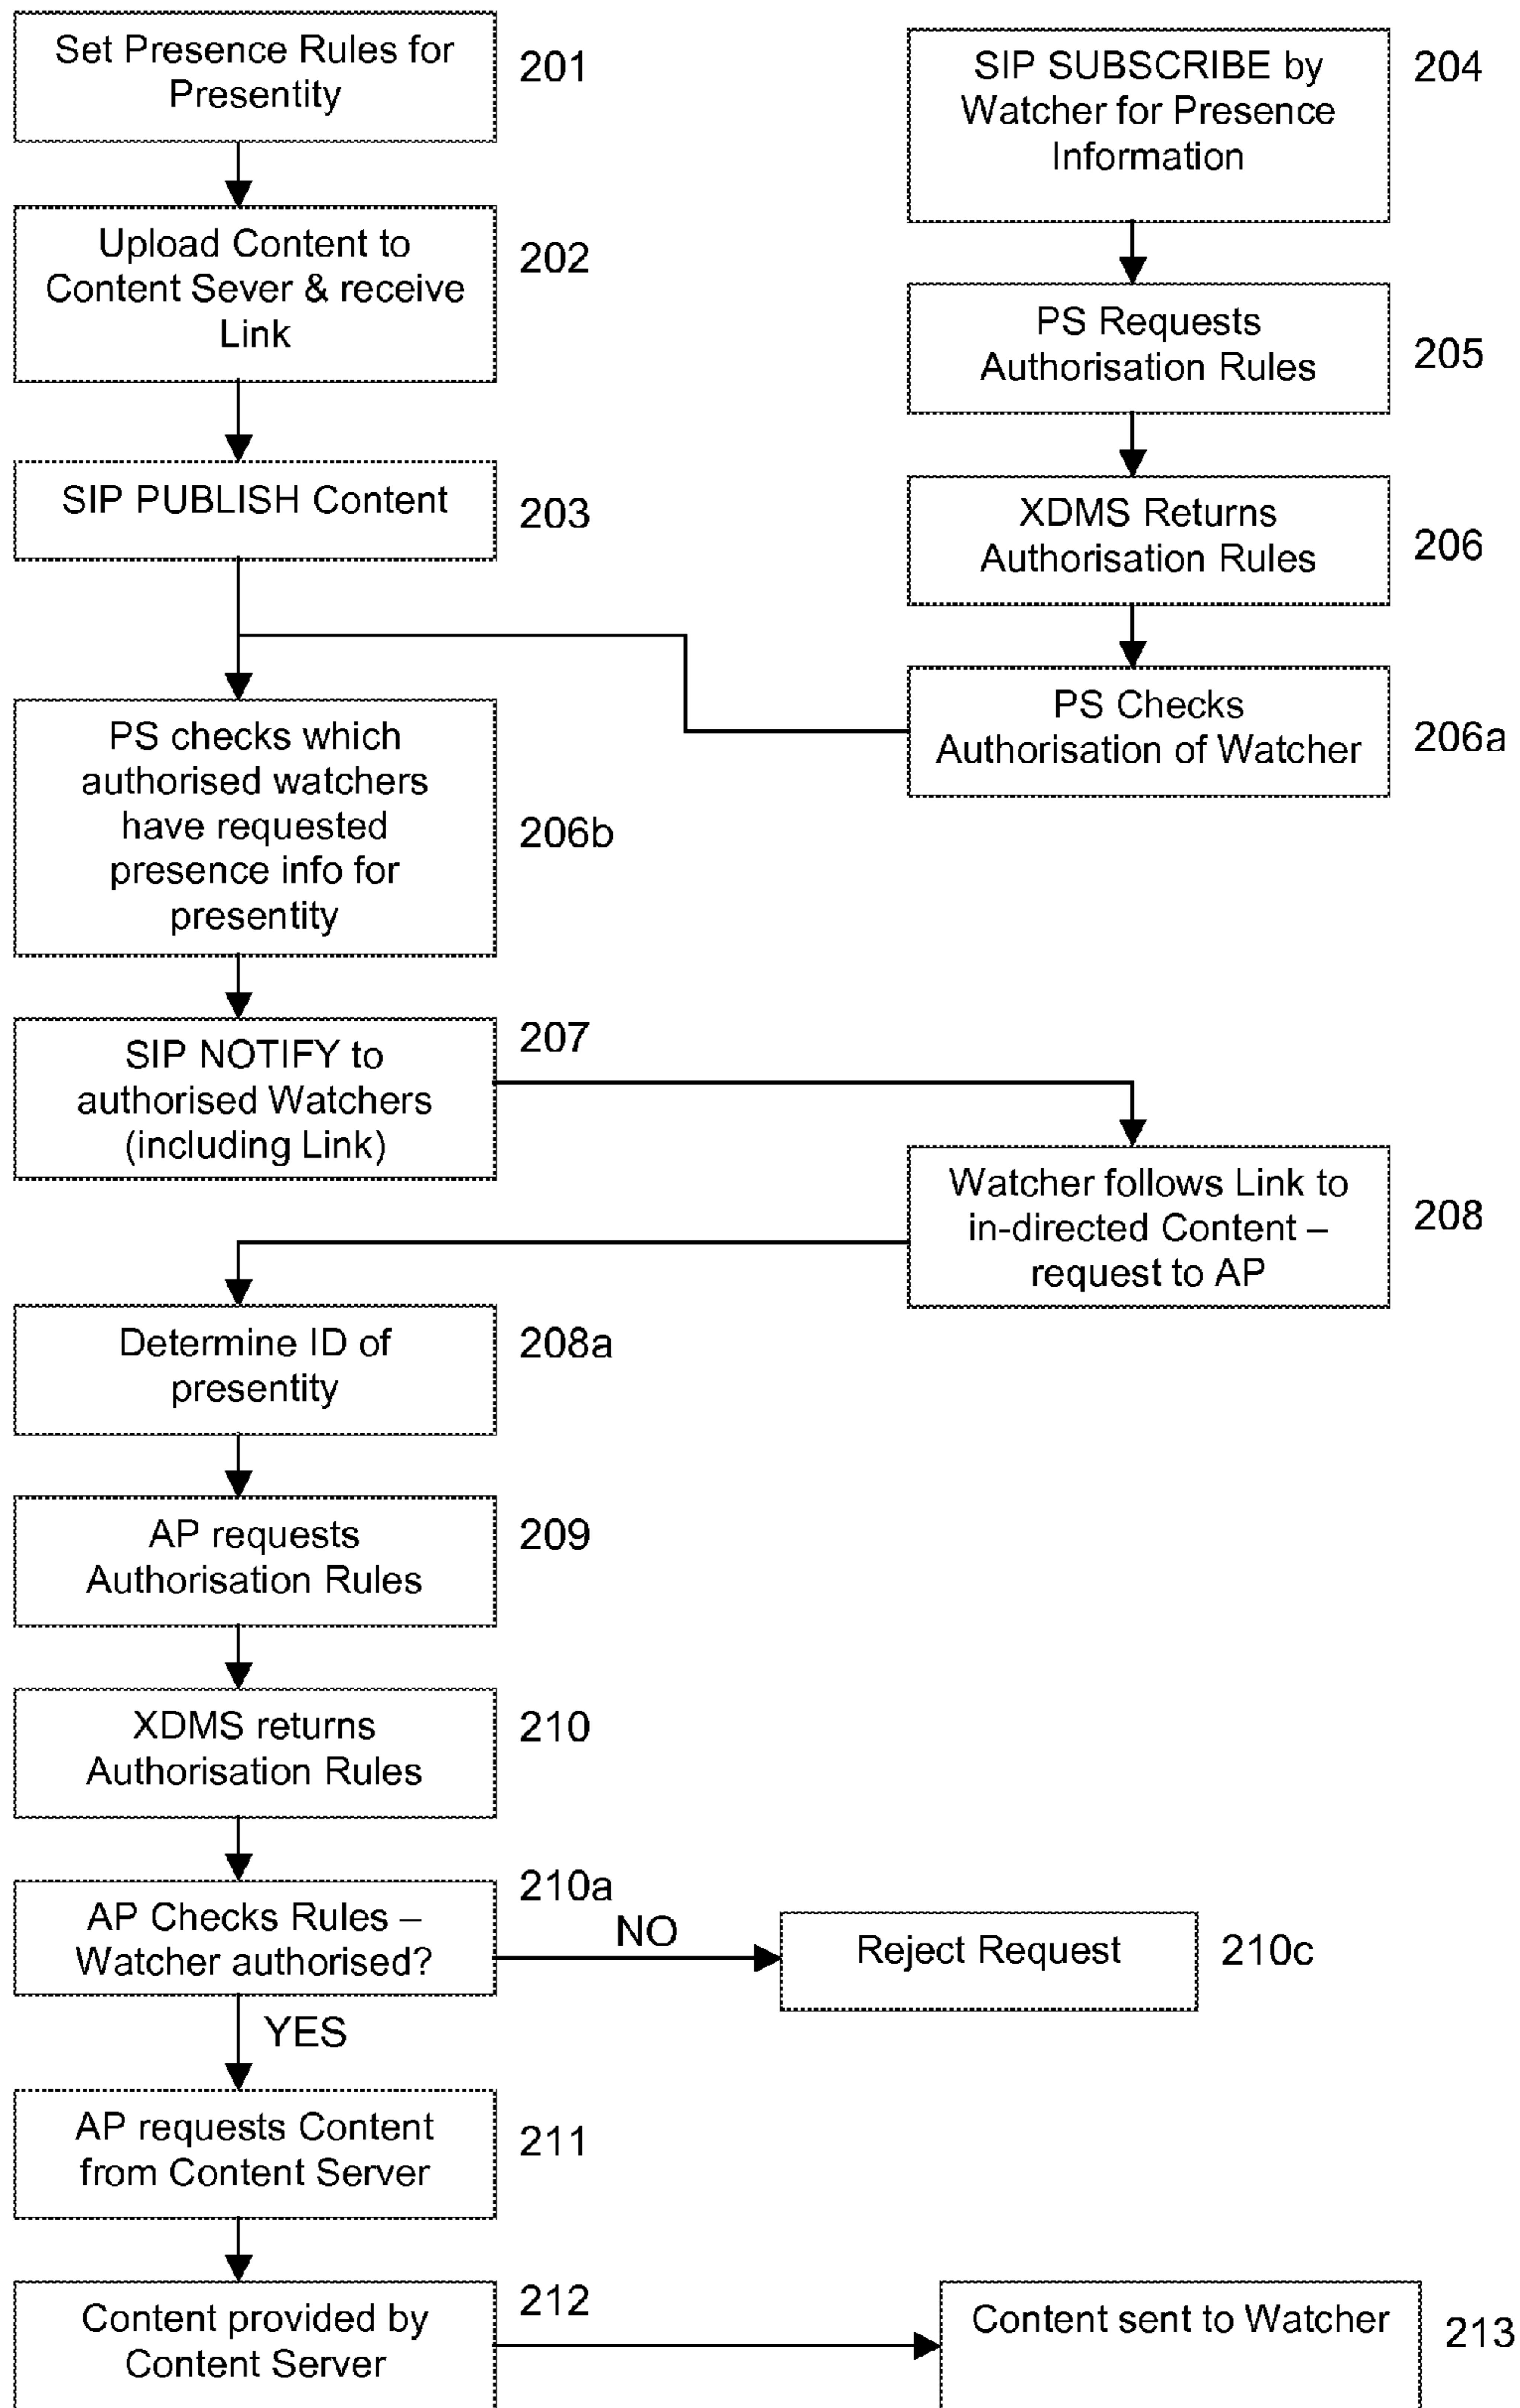 Set Presence Rules for
Presentity
201
Upload Content to
Content Sever & receive
Link
202
SIP PUBLISH Content
203
SIP SUBSCRIBE by
Watcher for Presence
Information
204
PS Requests
Authorisation Rules
205
XDMS Returns
Authorisation Rules
206
PS Checks
Authorisation of Watcher
206a
PS checks which
authorised watchers
have requested
presence info for
presentity
206b
SIP NOTIFY to
authorised Watchers
(including Link)
207
Watcher follows Link to
in-directed Content –
request to AP
208
Determine ID of
presentity
208a
AP requests
Authorisation Rules
209
XDMS returns
Authorisation Rules
210
AP Checks Rules –
Watcher authorised?
210a
NO
Reject Request
210c
YES
AP requests Content
from Content Server
211
Content provided by
Content Server
212
Content sent to Watcher
213